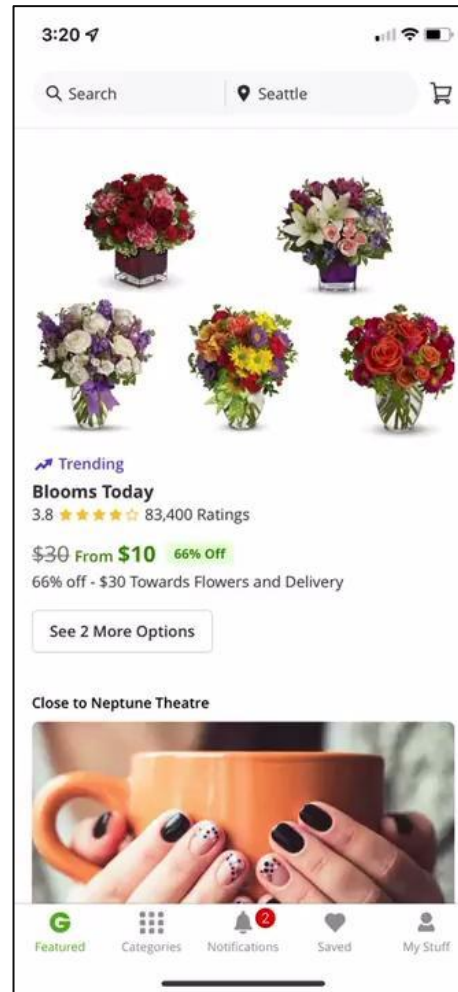 3:20
Search
Seattle
Trending
Blooms Today
3.8 83,400 Ratings
$30 From $10 66% Off
66% off - $30 Towards Flowers and Delivery
See 2 More Options
Close to Neptune Theatre
G 2
Featured Categories Notifications Saved My Stuff